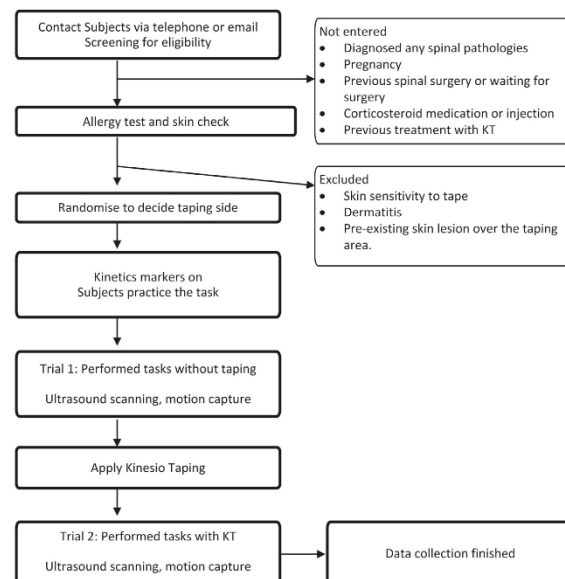 Contact Subjects via telephone or email
Screening for eligibility
Not entered
• Diagnosed any spinal pathologies
• Pregnancy
• Previous spinal surgery or waiting for
surgery
• Corticosteroid medication or injection
• Previous treatment with KT
Allergy test and skin check
Excluded
• Skin sensitivity to tape
• Dermatitis
• Pre-existing skin lesion over the taping
area.
Randomise to decide taping side
Kinetics markers on
Subjects practice the task
Trial 1: Performed tasks without taping
Ultrasound scanning, motion capture
Apply Kinesio Taping
Trial 2: Performed tasks with KT
Ultrasound scanning, motion capture
Data collection finished